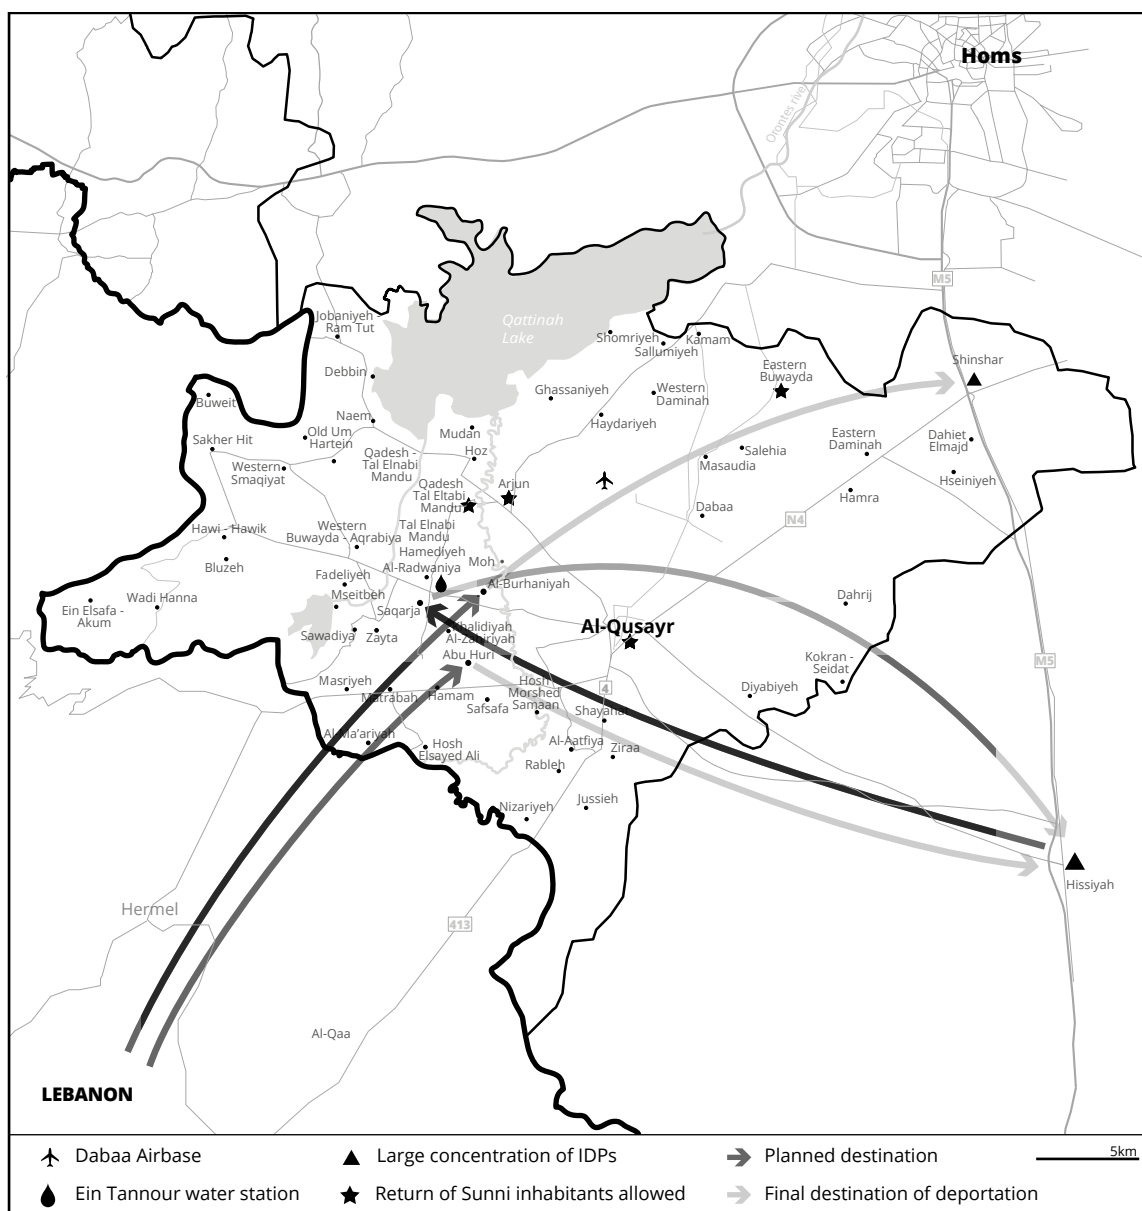 Homs
Orontes river
M5
Qattinah
Lake
Jobaniyeh -
Ram Tut
Shomriyeh
Sallumiyeh
Kamam
Shinshar
Debbin
Eastern
Buwayda
Ghassaniyeh
Western
Daminah
Buweit
Naem
Haydariyeh
Old Um
Hartein
Mudan
Sakher Hit
Hoz
Eastern
Daminah
Dahiet
Elmajd
Salehia
Masaudia
Western
Smaqiyat
Qadesh -
Tal Elnabi
Mandu
Qadesh
Tal Eltabi
Mandu
Arjun
Hseiniyeh
Hamra
Dabaa
N4
Hawi - Hawik
Western
Buwayda - Aqrabiya
Tal Elnabi
Mandu
Hamediyeh
Al-Radwaniya
Moh
Bluzeh
Fadeliyeh
Al-Burhaniyah
Mseitbeh
Saqarja
Wadi Hanna
Ein Elsafa -
Akum
Dahrij
Sawadiya
Zayta
Khalidiyah
Al-Zahiriyah
Al-Qusayr
Abu Huri
Kokran -
Seidat
M5
Masriyeh
Matrabah
Hamam
Safsafa
Hosh
Morshed
Samaan
4
Diyabiyeh
Shayahat
Al-Ma'ariyah
Hosh
Elsayed Ali
Al-Aatfiya
Ziraa
Rableh
Nizariyeh
Jussieh
Hissiyah
Hermel
413
Al-Qaa
LEBANON
Dabaa Airbase
Large concentration of IDPs
Planned destination
5km
Ein Tannour water station
Return of Sunni inhabitants allowed
Final destination of deportation